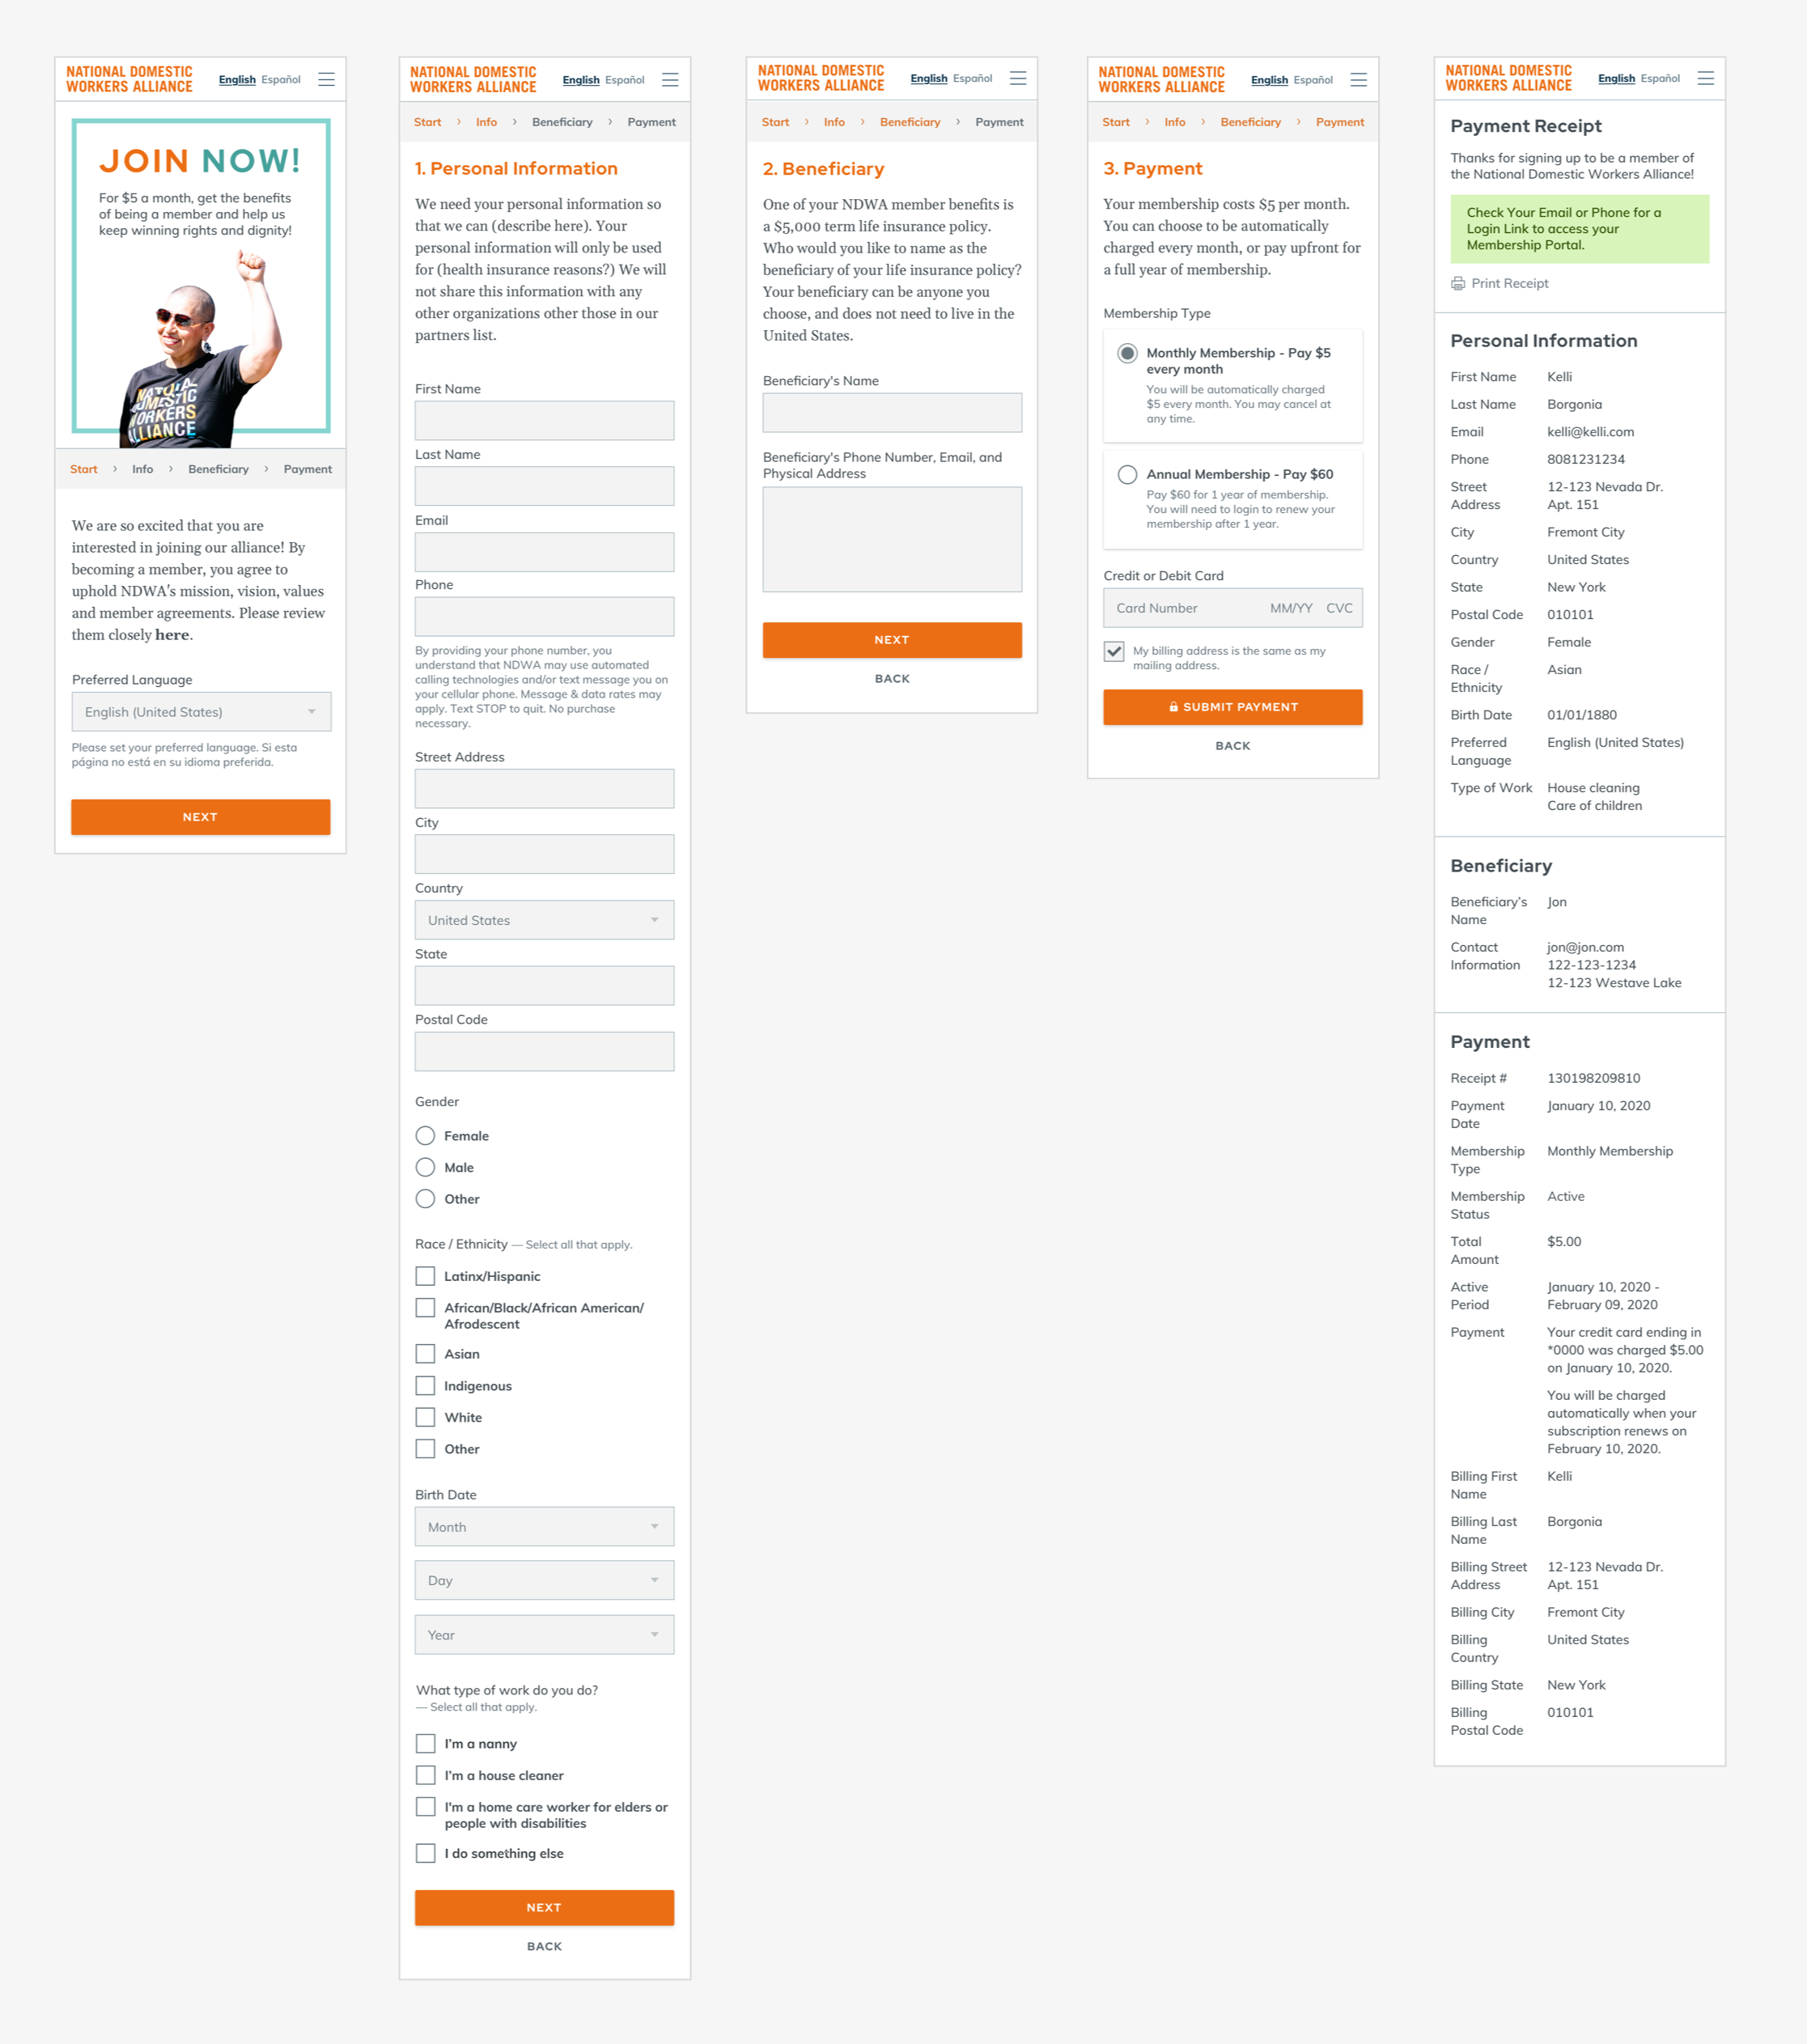 NATIONAL DOMESTIC
WORKERS ALLIANCE
English Español
JOIN NOW!
For $5 a month, get the benefits
of being a member and help us
keep winning rights and dignity!
NATIONAL
DOMESTIC
WORKERS
ALLIANCE
Start › Info › Beneficiary › Payment
We are so excited that you are
interested in joining our alliance! By
becoming a member, you agree to
uphold NDWA's mission, vision, values
and member agreements. Please review
them closely here.
Preferred Language
English (United States)
Please set your preferred language. Si esta
página no está en su idioma preferida.
NEXT
NATIONAL DOMESTIC
WORKERS ALLIANCE
English Español
Start › Info › Beneficiary › Payment
1. Personal Information
We need your personal information so
that we can (describe here). Your
personal information will only be used
for (health insurance reasons?) We will
not share this information with any
other organizations other those in our
partners list.
First Name
Last Name
Email
Phone
By providing your phone number, you
understand that NDWA may use automated
calling technologies and/or text message you on
your cellular phone. Message & data rates may
apply. Text STOP to quit. No purchase
necessary.
Street Address
City
Country
United States
State
Postal Code
Gender
Female
Male
Other
Race / Ethnicity — Select all that apply.
Latinx/Hispanic
African/Black/African American/
Afrodescent
Asian
Indigenous
White
Other
Birth Date
Month
Day
Year
What type of work do you do?
— Select all that apply.
I'm a nanny
I'm a house cleaner
I'm a home care worker for elders or
people with disabilities
I do something else
NEXT
BACK
NATIONAL DOMESTIC
WORKERS ALLIANCE
English Español
Start › Info › Beneficiary › Payment
2. Beneficiary
One of your NDWA member benefits is
a $5,000 term life insurance policy.
Who would you like to name as the
beneficiary of your life insurance policy?
Your beneficiary can be anyone you
choose, and does not need to live in the
United States.
Beneficiary's Name
Beneficiary's Phone Number, Email, and
Physical Address
NEXT
BACK
NATIONAL DOMESTIC
WORKERS ALLIANCE
English Español
Start › Info › Beneficiary › Payment
3. Payment
Your membership costs $5 per month.
You can choose to be automatically
charged every month, or pay upfront for
a full year of membership.
Membership Type
Monthly Membership - Pay $5
every month
You will be automatically charged
$5 every month. You may cancel at
any time.
Annual Membership - Pay $60
Pay $60 for 1 year of membership.
You will need to login to renew your
membership after 1 year.
Credit or Debit Card
Card Number MM/YY CVC
My billing address is the same as my
mailing address.
SUBMIT PAYMENT
BACK
NATIONAL DOMESTIC
WORKERS ALLIANCE
English Español
Payment Receipt
Thanks for signing up to be a member of
the National Domestic Workers Alliance!
Check Your Email or Phone for a
Login Link to access your
Membership Portal.
Print Receipt
Personal Information
First Name Kelli
Last Name Borgonia
Email kelli@kelli.com
Phone 8081231234
Street 12-123 Nevada Dr.
Address Apt. 151
City Fremont City
Country United States
State New York
Postal Code 010101
Gender Female
Race / Asian
Ethnicity
Birth Date 01/01/1880
Preferred English (United States)
Language
Type of Work House cleaning
Care of children
Beneficiary
Beneficiary's Jon
Name
Contact jon@jon.com
Information 122-123-1234
12-123 Westave Lake
Payment
Receipt # 130198209810
Payment January 10, 2020
Date
Membership Monthly Membership
Type
Membership Active
Status
Total $5.00
Amount
Active January 10, 2020 -
Period February 09, 2020
Payment Your credit card ending in
*0000 was charged $5.00
on January 10, 2020.
You will be charged
automatically when your
subscription renews on
February 10, 2020.
Billing First Kelli
Name
Billing Last Borgonia
Name
Billing Street 12-123 Nevada Dr.
Address Apt. 151
Billing City Fremont City
Billing United States
Country
Billing State New York
Billing 010101
Postal Code